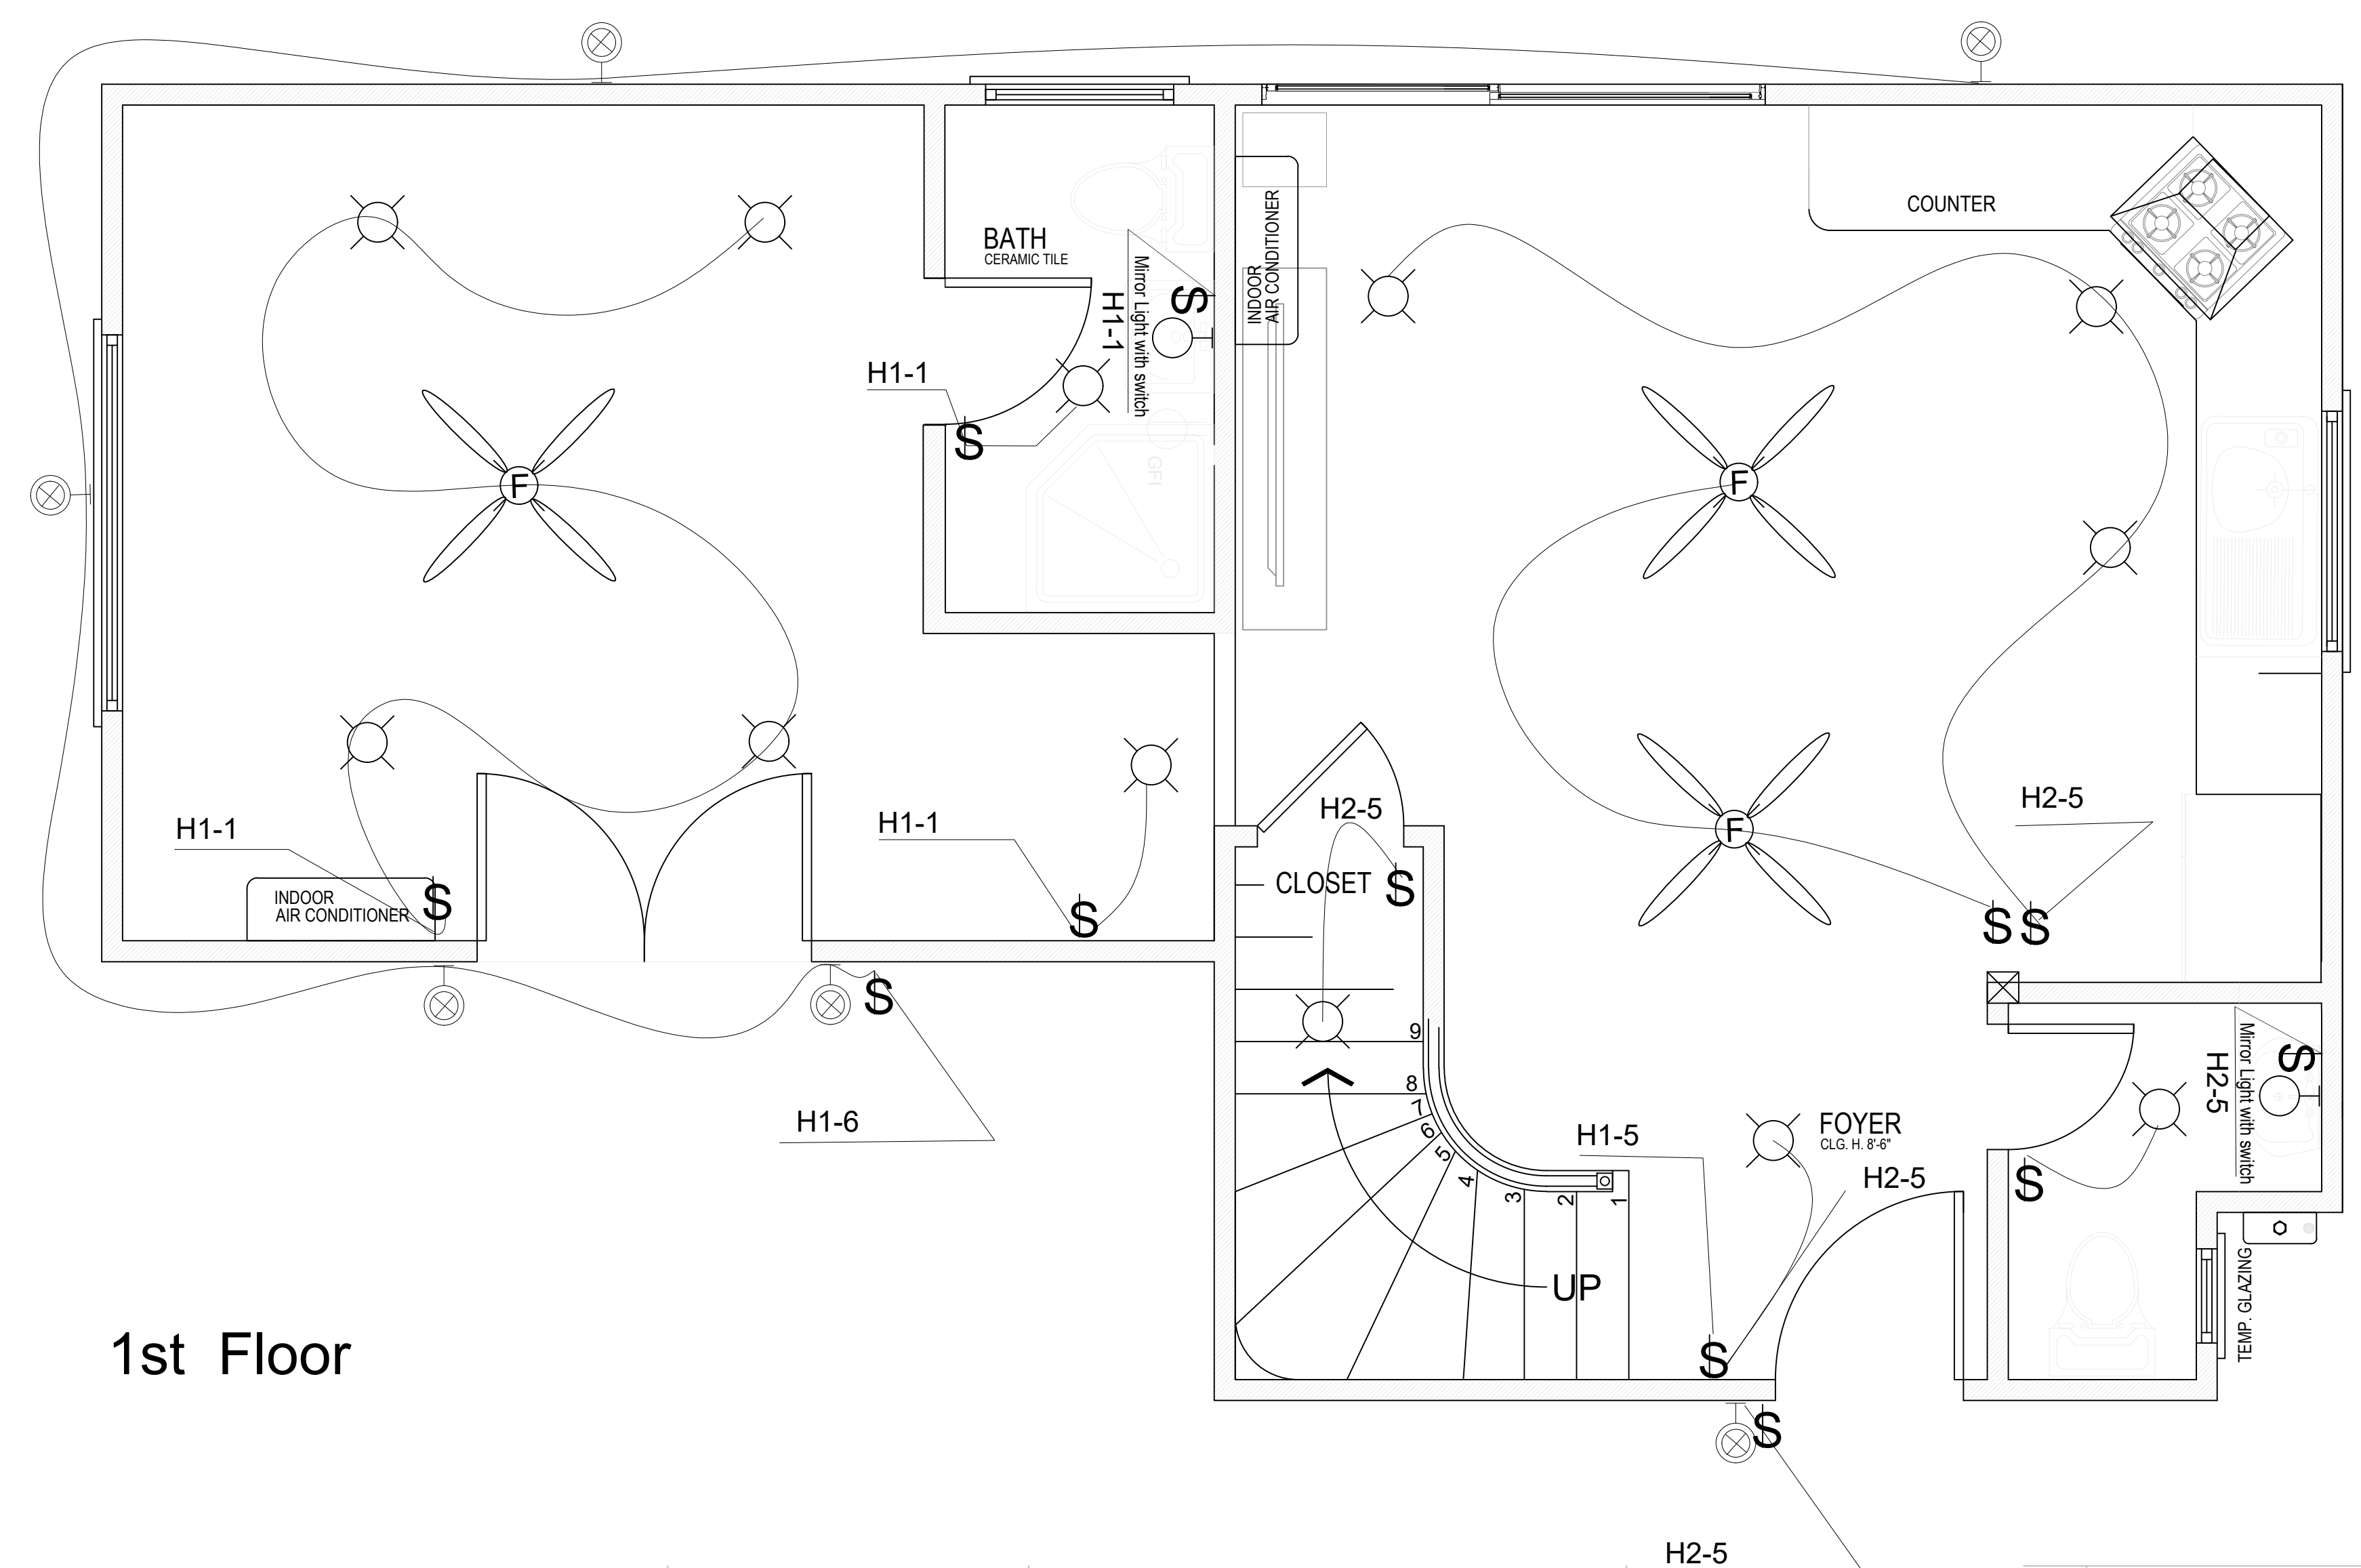 BATH
CERAMIC TILE
H1-1
Mirror Light with switch
S
H1-1
S
GFI
INDOOR
AIR CONDITIONER
COUNTER
F
F
F
H1-1
INDOOR
AIR CONDITIONER
S
H1-1
S
H2-5
CLOSET
S
H2-5
S S
S
H1-6
9
8
7
6
5
4
3
2
1
UP
H1-5
FOYER
CLG. H. 8'-6"
H2-5
S
S
H2-5
Mirror Light with switch
S
S
TEMP. GLAZING
1st Floor
H2-5